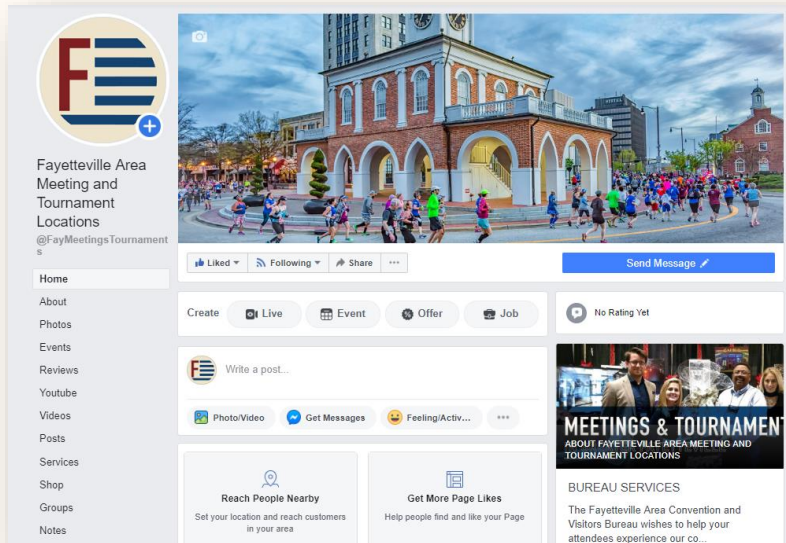 F
Fayetteville Area
Meeting and
Tournament
Locations
@FayMeetingsTournament
s
Home
About
Photos
Events
Reviews
Youtube
Videos
Posts
Services
Shop
Groups
Notes
Liked
Following
Share
Send Message
Create
Live
Event
Offer
Job
No Rating Yet
F
Write a post...
Photo/Video
Get Messages
Feeling/Activ...
Reach People Nearby
Set your location and reach customers
in your area
Get More Page Likes
Help people find and like your Page
MEETINGS & TOURNAMENT
ABOUT FAYETTEVILLE AREA MEETING AND
TOURNAMENT LOCATIONS
BUREAU SERVICES
The Fayetteville Area Convention and
Visitors Bureau wishes to help your
attendees experience our co...